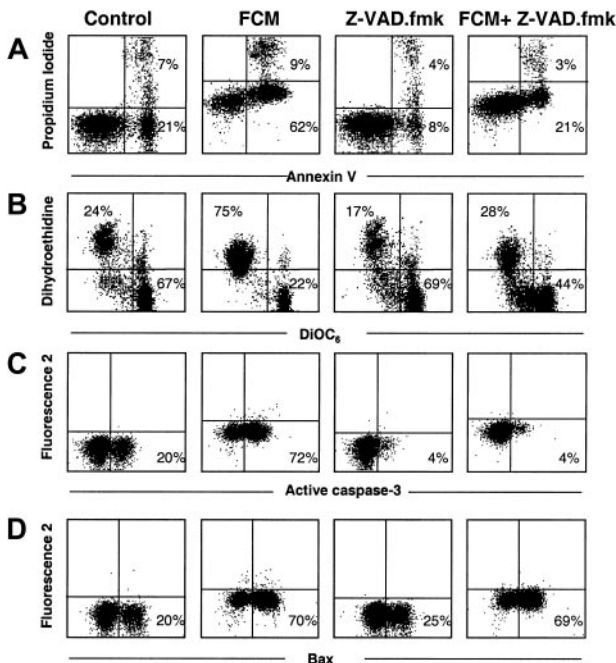 Control FCM Z-VAD.fmk FCM+ Z-VAD.fmk
A
Propidium Iodide
7% 9% 4% 3%
21% 62% 8% 21%
Annexin V
B
Dihydroethidine
24% 75% 17% 28%
67% 22% 69% 44%
DiOC₆
C
Fluorescence 2
20% 72% 4% 4%
Active caspase-3
D
Fluorescence 2
20% 70% 25% 69%
Bax